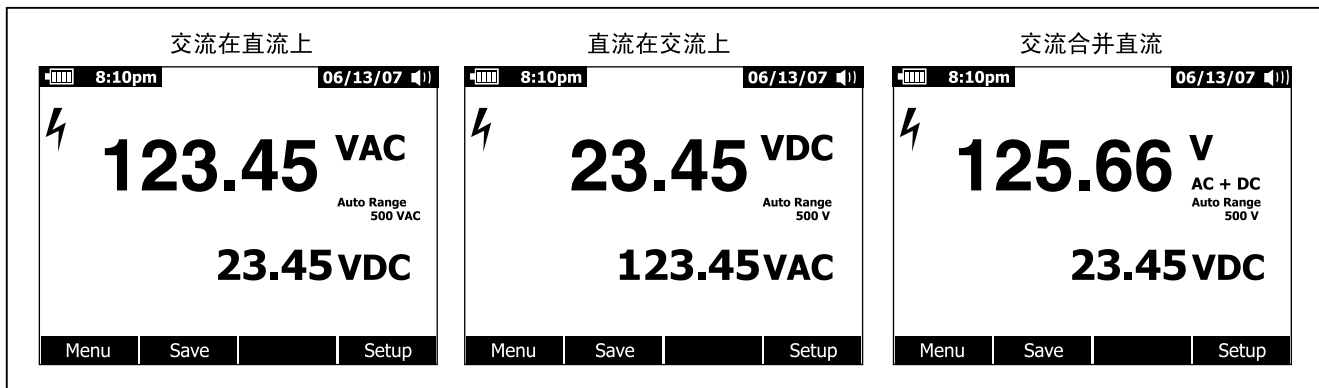 交流在直流上
8:10pm 06/13/07
123.45 VAC
Auto Range
500 VAC
23.45 VDC
Menu Save Setup
直流在交流上
8:10pm 06/13/07
23.45 VDC
Auto Range
500 V
123.45 VAC
Menu Save Setup
交流合并直流
8:10pm 06/13/07
125.66 V
AC + DC
Auto Range
500 V
23.45 VDC
Menu Save Setup